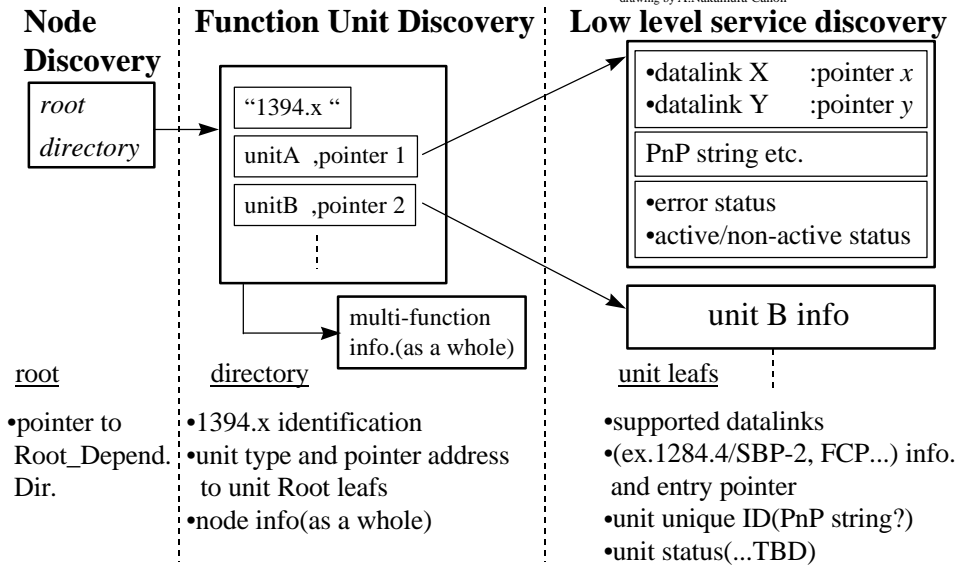 drawing by A.Nakamura Canon
Node
Discovery
Function Unit Discovery
Low level service discovery
root
directory
“1394.x “
unitA ,pointer 1
unitB ,pointer 2
multi-function
info.(as a whole)
•datalink X :pointer x
•datalink Y :pointer y
PnP string etc.
•error status
•active/non-active status
unit B info
root
•pointer to
Root_Depend.
Dir.
directory
•1394.x identification
•unit type and pointer address
to unit Root leafs
•node info(as a whole)
unit leafs
•supported datalinks
•(ex.1284.4/SBP-2, FCP...) info.
and entry pointer
•unit unique ID(PnP string?)
•unit status(...TBD)